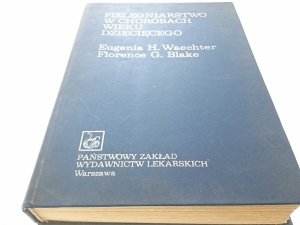 PIELĘGNIARSTWO
W CHOROBACH
WIEKU
DZIECIĘCEGO
Eugenia H. Waechter
Florence G. Blake
PAŃSTWOWY ZAKŁAD
WYDAWNICTW LEKARSKICH
Warszawa